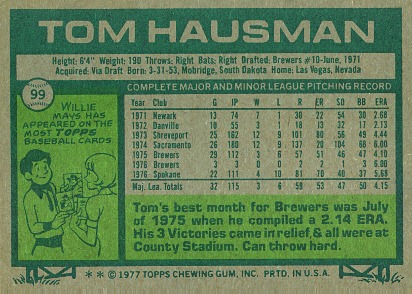 TOM HAUSMAN
Height: 6'4" Weight: 190 Throws: Right Bats: Right Drafted: Brewers #10-June, 1971
Acquired: Via Draft Born: 3-31-53, Mobridge, South Dakota Home: Las Vegas, Nevada
99
WILLIE
MAYS HAS
APPEARED ON THE
MOST TOPPS
BASEBALL CARDS
COMPLETE MAJOR AND MINOR LEAGUE PITCHING RECORD
Year Club G IP W L R ER SO BB ERA
1971 Newark 13 74 7 1 30 22 54 30 2.68
1972 Danville 10 55 3 1 18 13 32 17 2.13
1973 Shreveport 25 162 7 9 101 80 56 49 4.44
1974 Sacramento 26 180 12 9 137 20 104 68 6.00
1975 Brewers 29 112 3 6 57 51 46 47 4.10
1976 Brewers 3 3 0 0 2 1 1 3 3.00
1976 Spokane 22 111 4 10 81 70 40 37 5.68
Maj. Lea. Totals 32 115 3 6 59 53 47 50 4.15
Tom's best month for Brewers was July
of 1975 when he compiled a 2.14 ERA.
His 3 Victories came in relief & all were at
County Stadium. Can throw hard.
** © 1977 TOPPS CHEWING GUM, INC. PRTD. IN U.S.A.